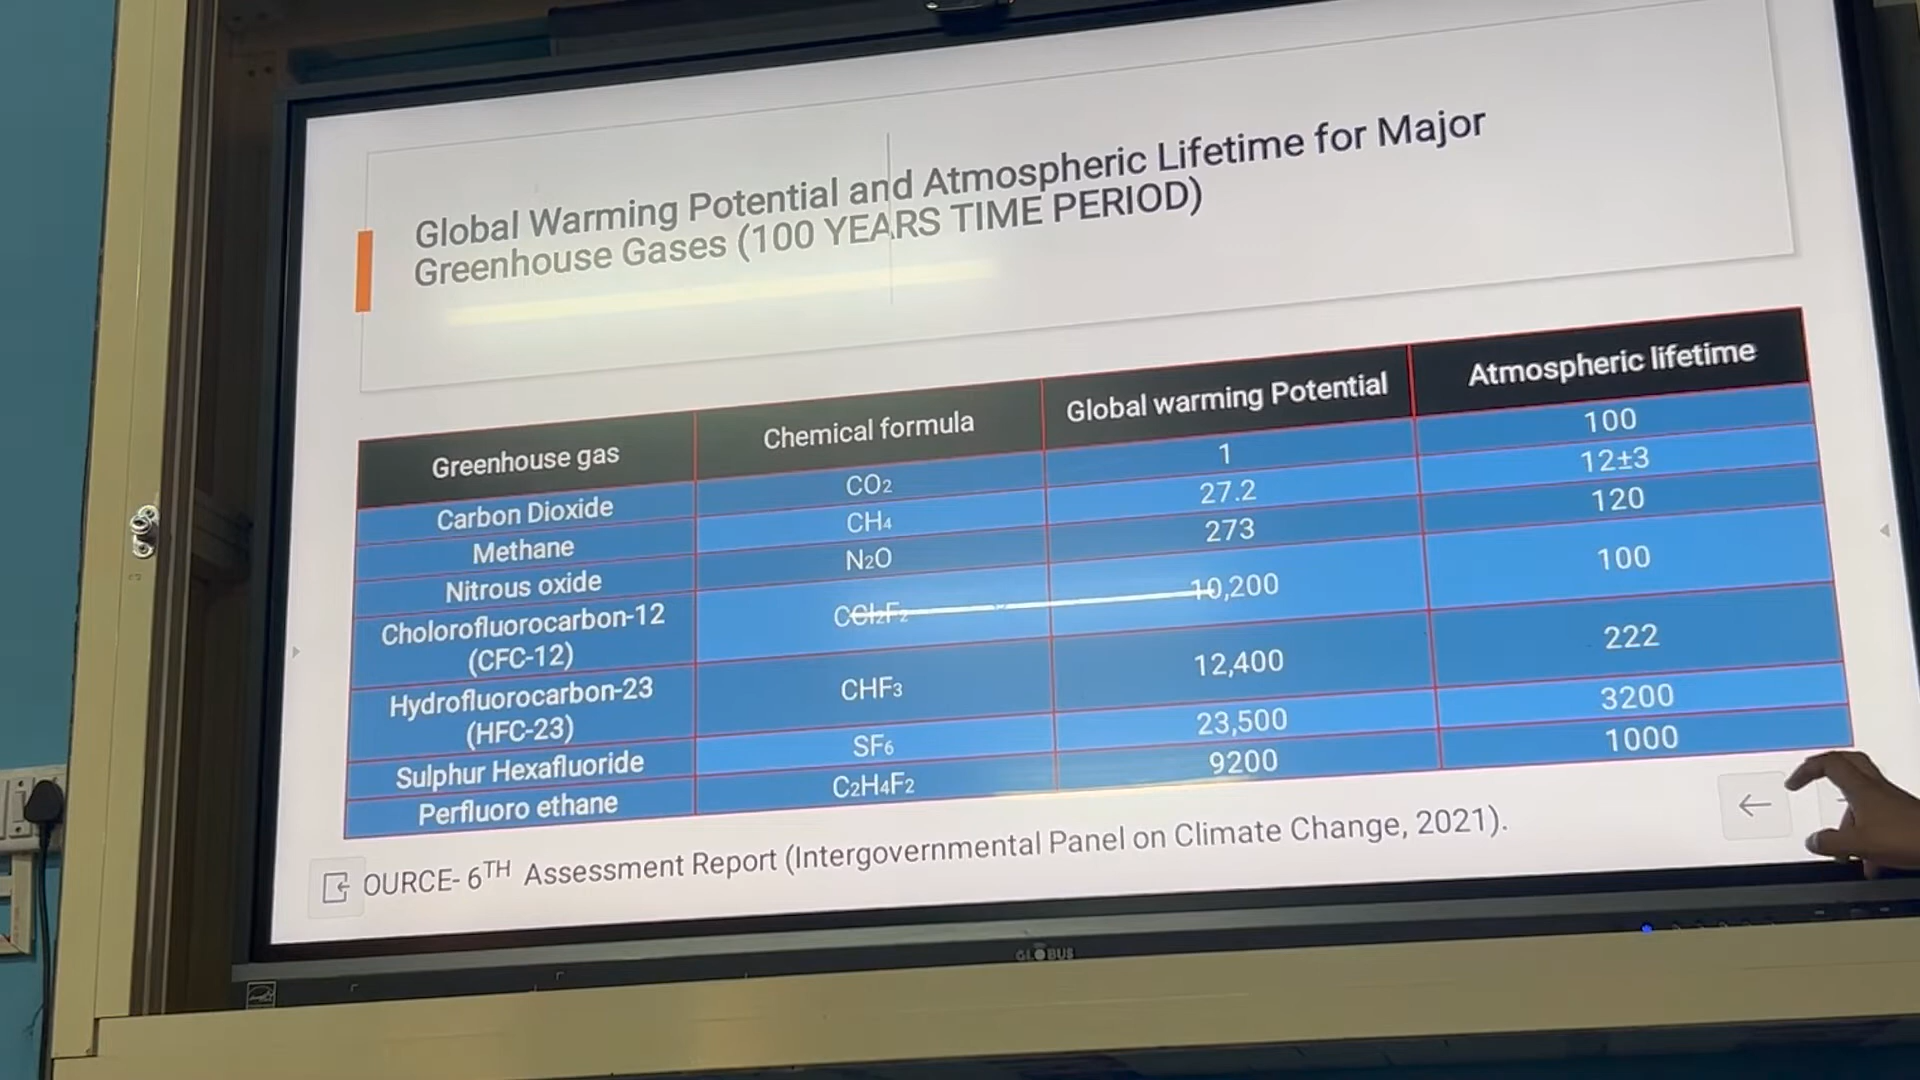 Global Warming Potential and Atmospheric Lifetime for Major
Greenhouse Gases (100 YEARS TIME PERIOD)
Greenhouse gas Chemical formula Global warming Potential Atmospheric lifetime
Carbon Dioxide CO2 1 100
Methane CH4 27.2 12±3
Nitrous oxide N2O 273 120
Cholorofluorocarbon-12
(CFC-12) CCl2F2 10,200 100
Hydrofluorocarbon-23
(HFC-23) CHF3 12,400 222
Sulphur Hexafluoride SF6 23,500 3200
Perfluoro ethane C2H4F2 9200 1000
OURCE- 6TH Assessment Report (Intergovernmental Panel on Climate Change, 2021).
GLOBUS